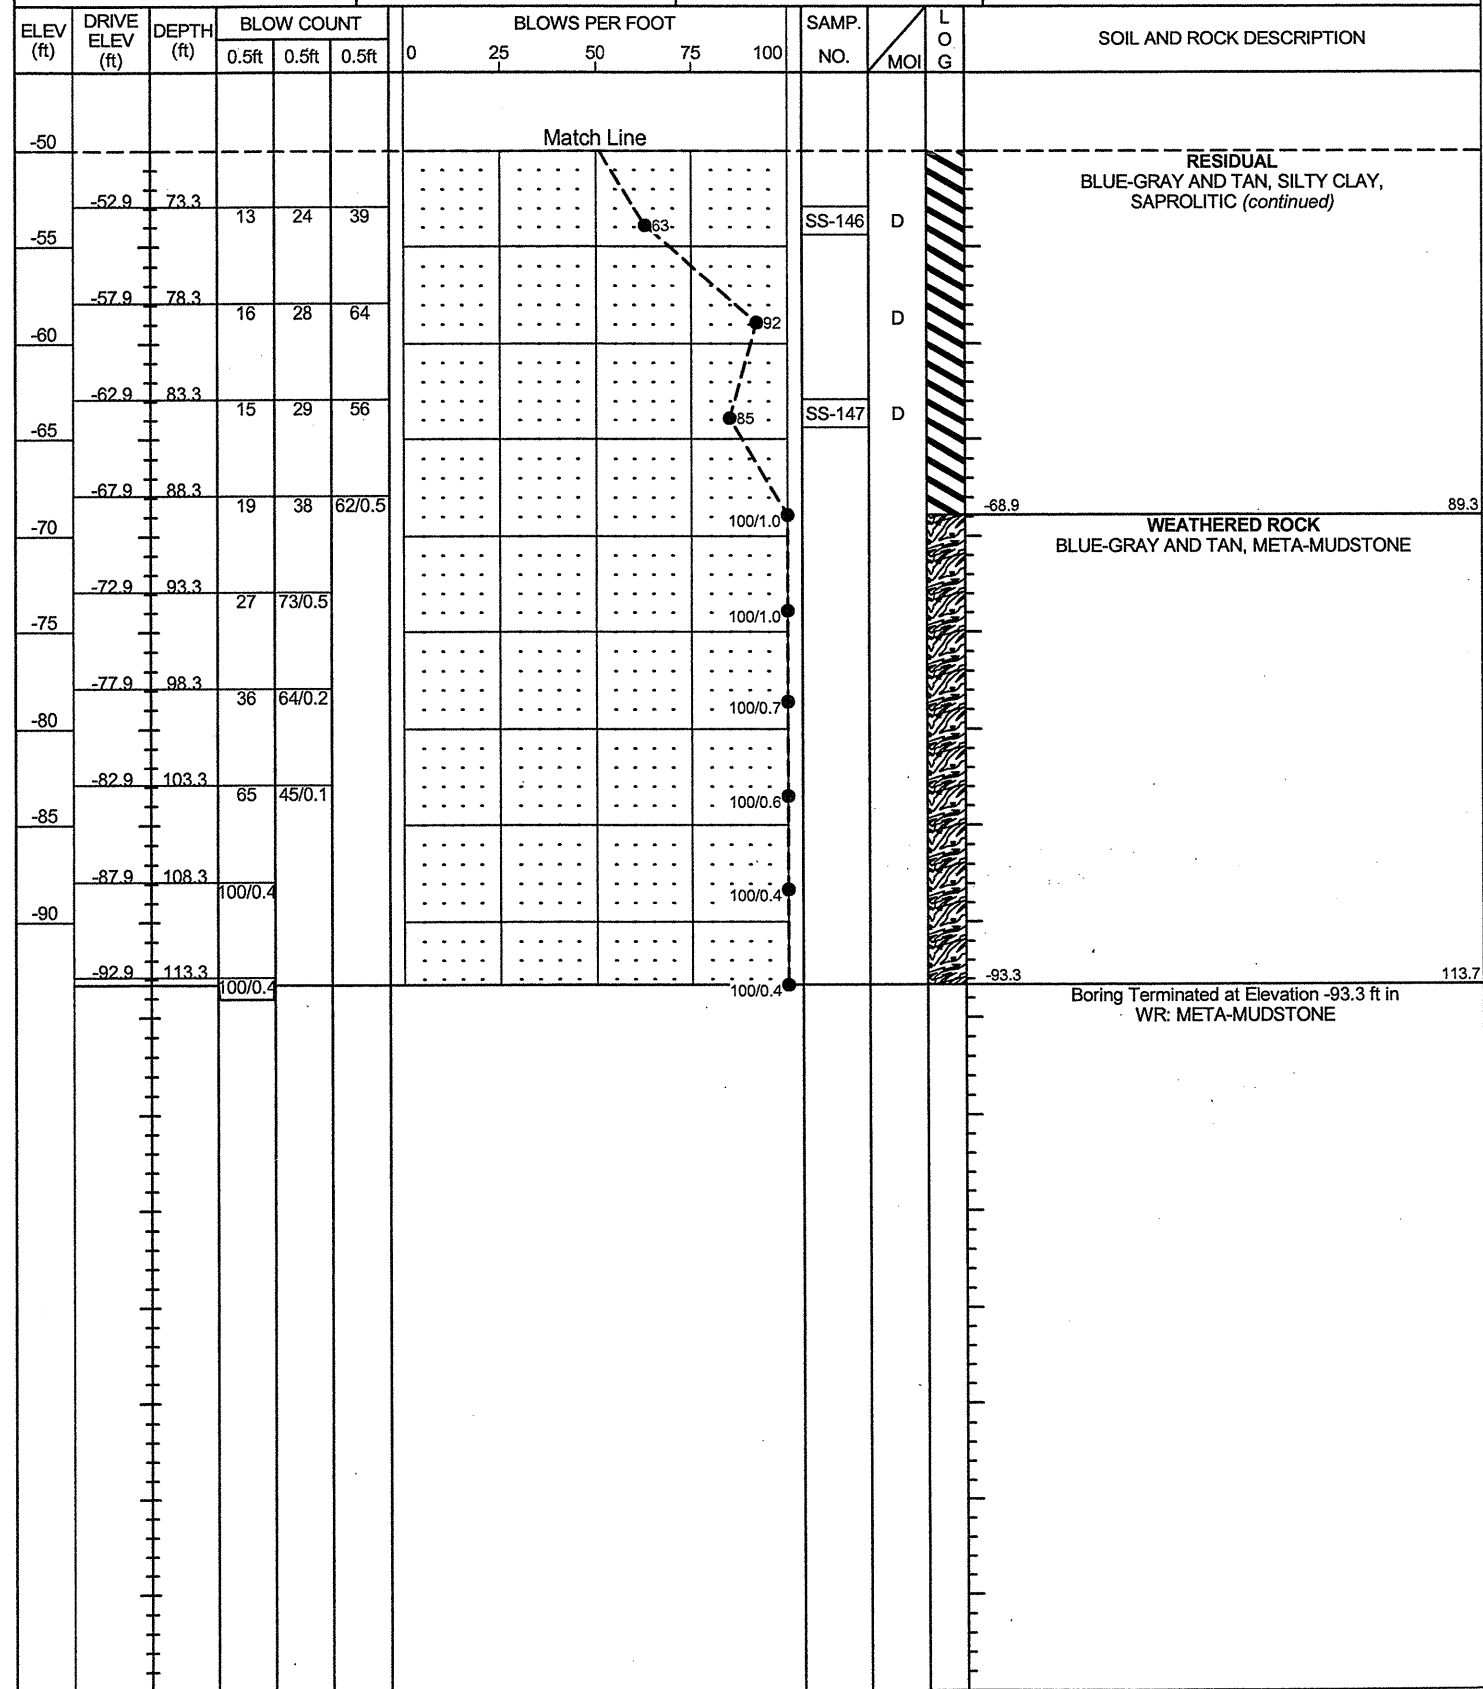 ELEV (ft) DRIVE ELEV (ft) DEPTH (ft) BLOW COUNT BLOWS PER FOOT SAMP. NO. MOI LOG SOIL AND ROCK DESCRIPTION
0.5ft 0.5ft 0.5ft 0 25 50 75 100
Match Line
-50
RESIDUAL
BLUE-GRAY AND TAN, SILTY CLAY,
SAPROLITIC (continued)
-52.9 73.3 13 24 39 63 SS-146 D
-55
-57.9 78.3 16 28 64 92 D
-60
-62.9 83.3 15 29 56 85 SS-147 D
-65
-67.9 88.3 19 38 62/0.5 100/1.0
-68.9 89.3
-70
WEATHERED ROCK
BLUE-GRAY AND TAN, META-MUDSTONE
-72.9 93.3 27 73/0.5 100/1.0
-75
-77.9 98.3 36 64/0.2 100/0.7
-80
-82.9 103.3 65 45/0.1 100/0.6
-85
-87.9 108.3 100/0.4 100/0.4
-90
-92.9 113.3 100/0.4 100/0.4
-93.3 113.7
Boring Terminated at Elevation -93.3 ft in
WR: META-MUDSTONE